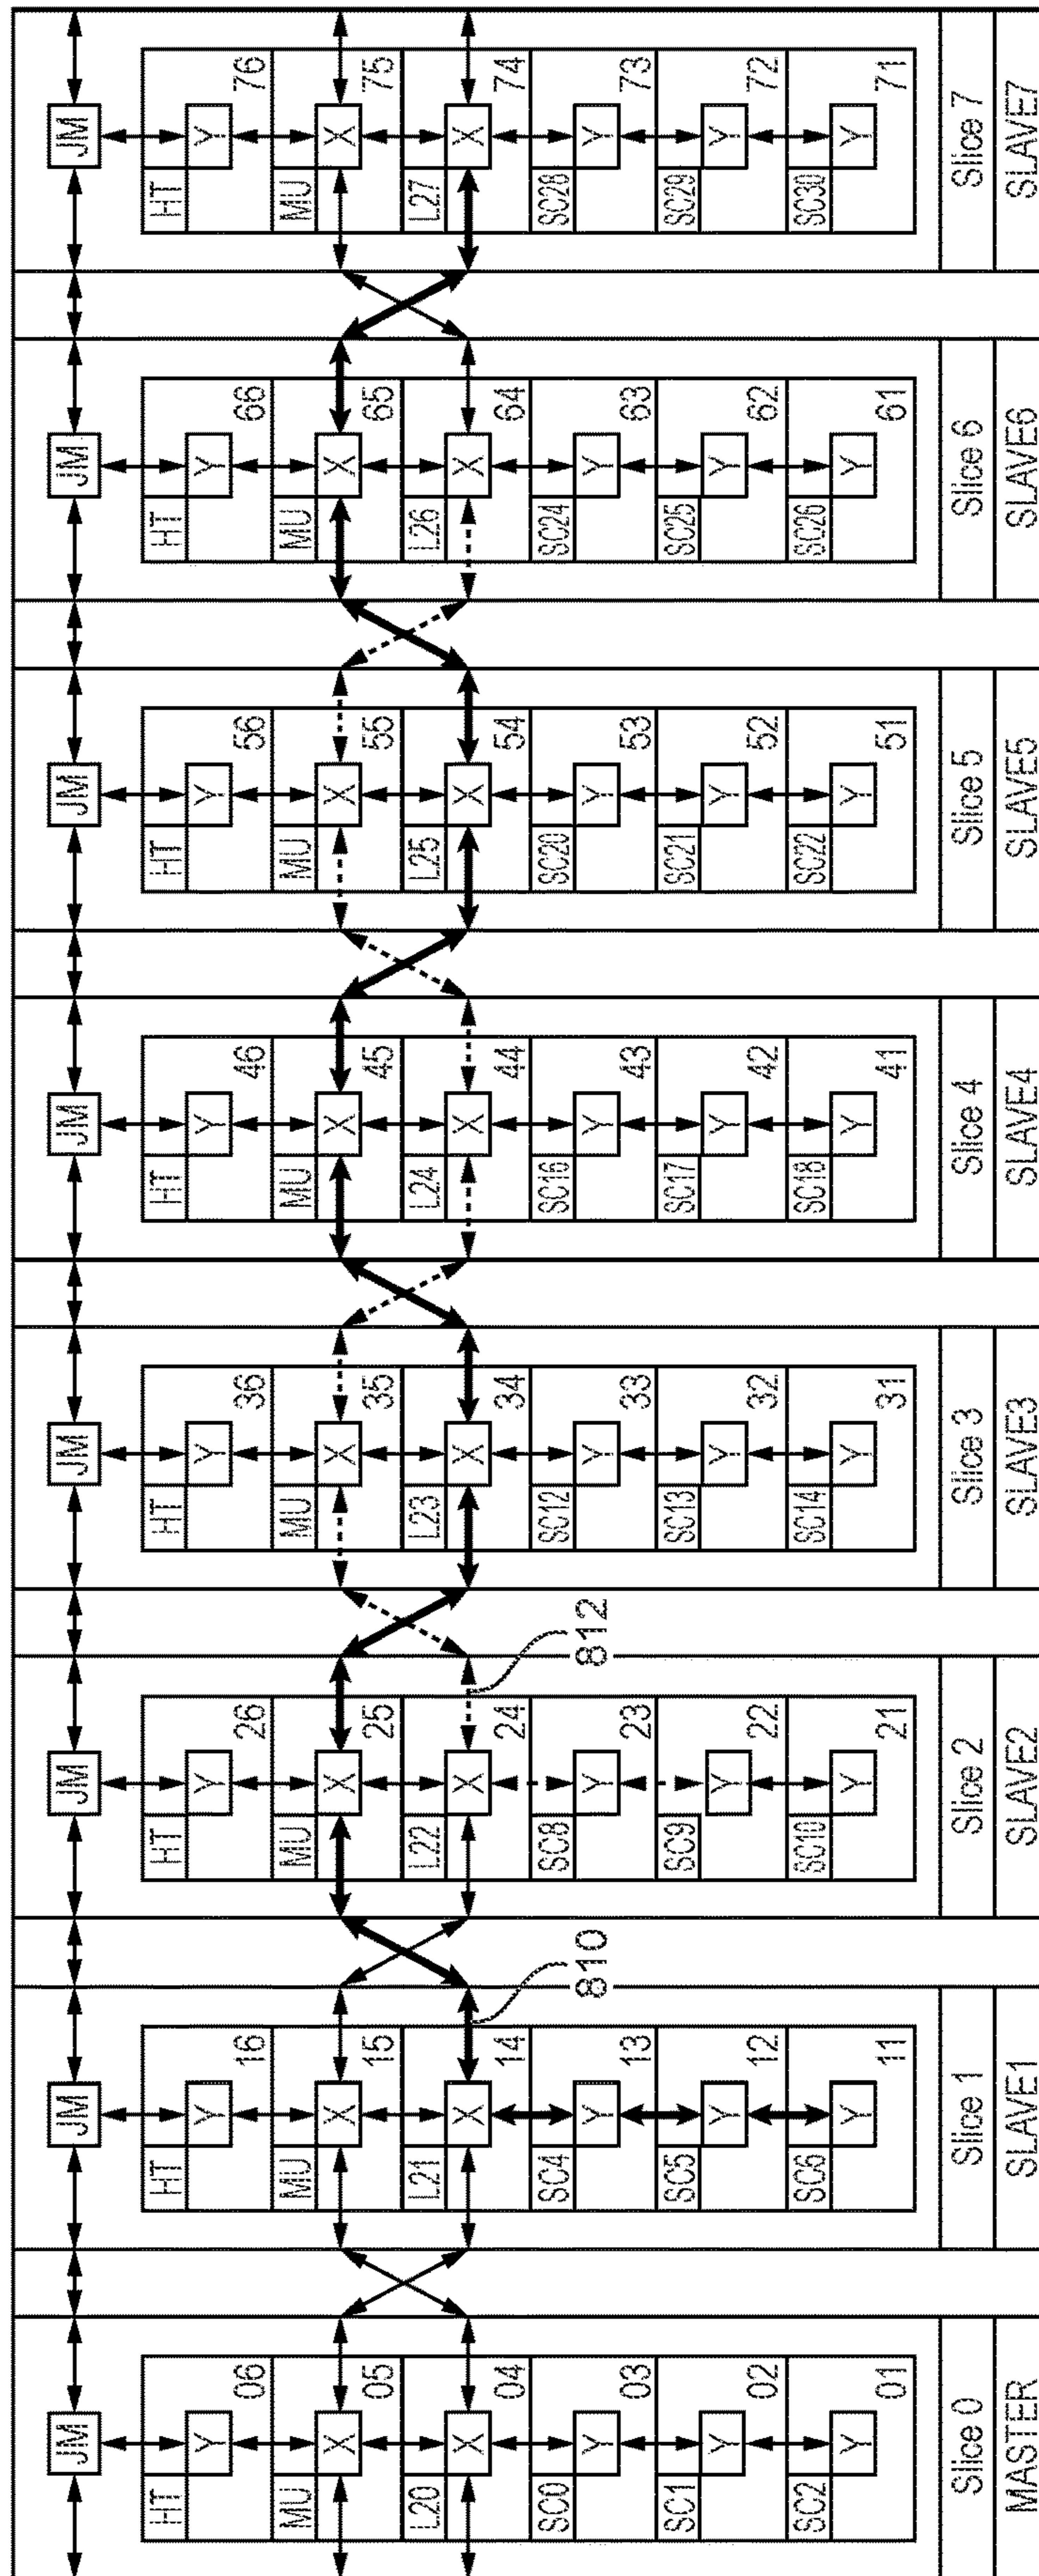 JM
HT
Y 06
MU
X 05
L20
X 04
SC0
Y 03
SC1
Y 02
SC2
Y 01
Slice 0
MASTER
JM
HT
Y 16
MU
X 15
L21
X 14
810
SC4
Y 13
SC5
Y 12
SC6
Y 11
Slice 1
SLAVE1
JM
HT
Y 26
MU
X 25
L22
X 24
812
SC8
Y 23
SC9
Y 22
SC10
Y 21
Slice 2
SLAVE2
JM
HT
Y 36
MU
X 35
L23
X 34
SC12
Y 33
SC13
Y 32
SC14
Y 31
Slice 3
SLAVE3
JM
HT
Y 46
MU
X 45
L24
X 44
SC16
Y 43
SC17
Y 42
SC18
Y 41
Slice 4
SLAVE4
JM
HT
Y 56
MU
X 55
L25
X 54
SC20
Y 53
SC21
Y 52
SC22
Y 51
Slice 5
SLAVE5
JM
HT
Y 66
MU
X 65
L26
X 64
SC24
Y 63
SC25
Y 62
SC26
Y 61
Slice 6
SLAVE6
JM
HT
Y 76
MU
X 75
L27
X 74
SC28
Y 73
SC29
Y 72
SC30
Y 71
Slice 7
SLAVE7